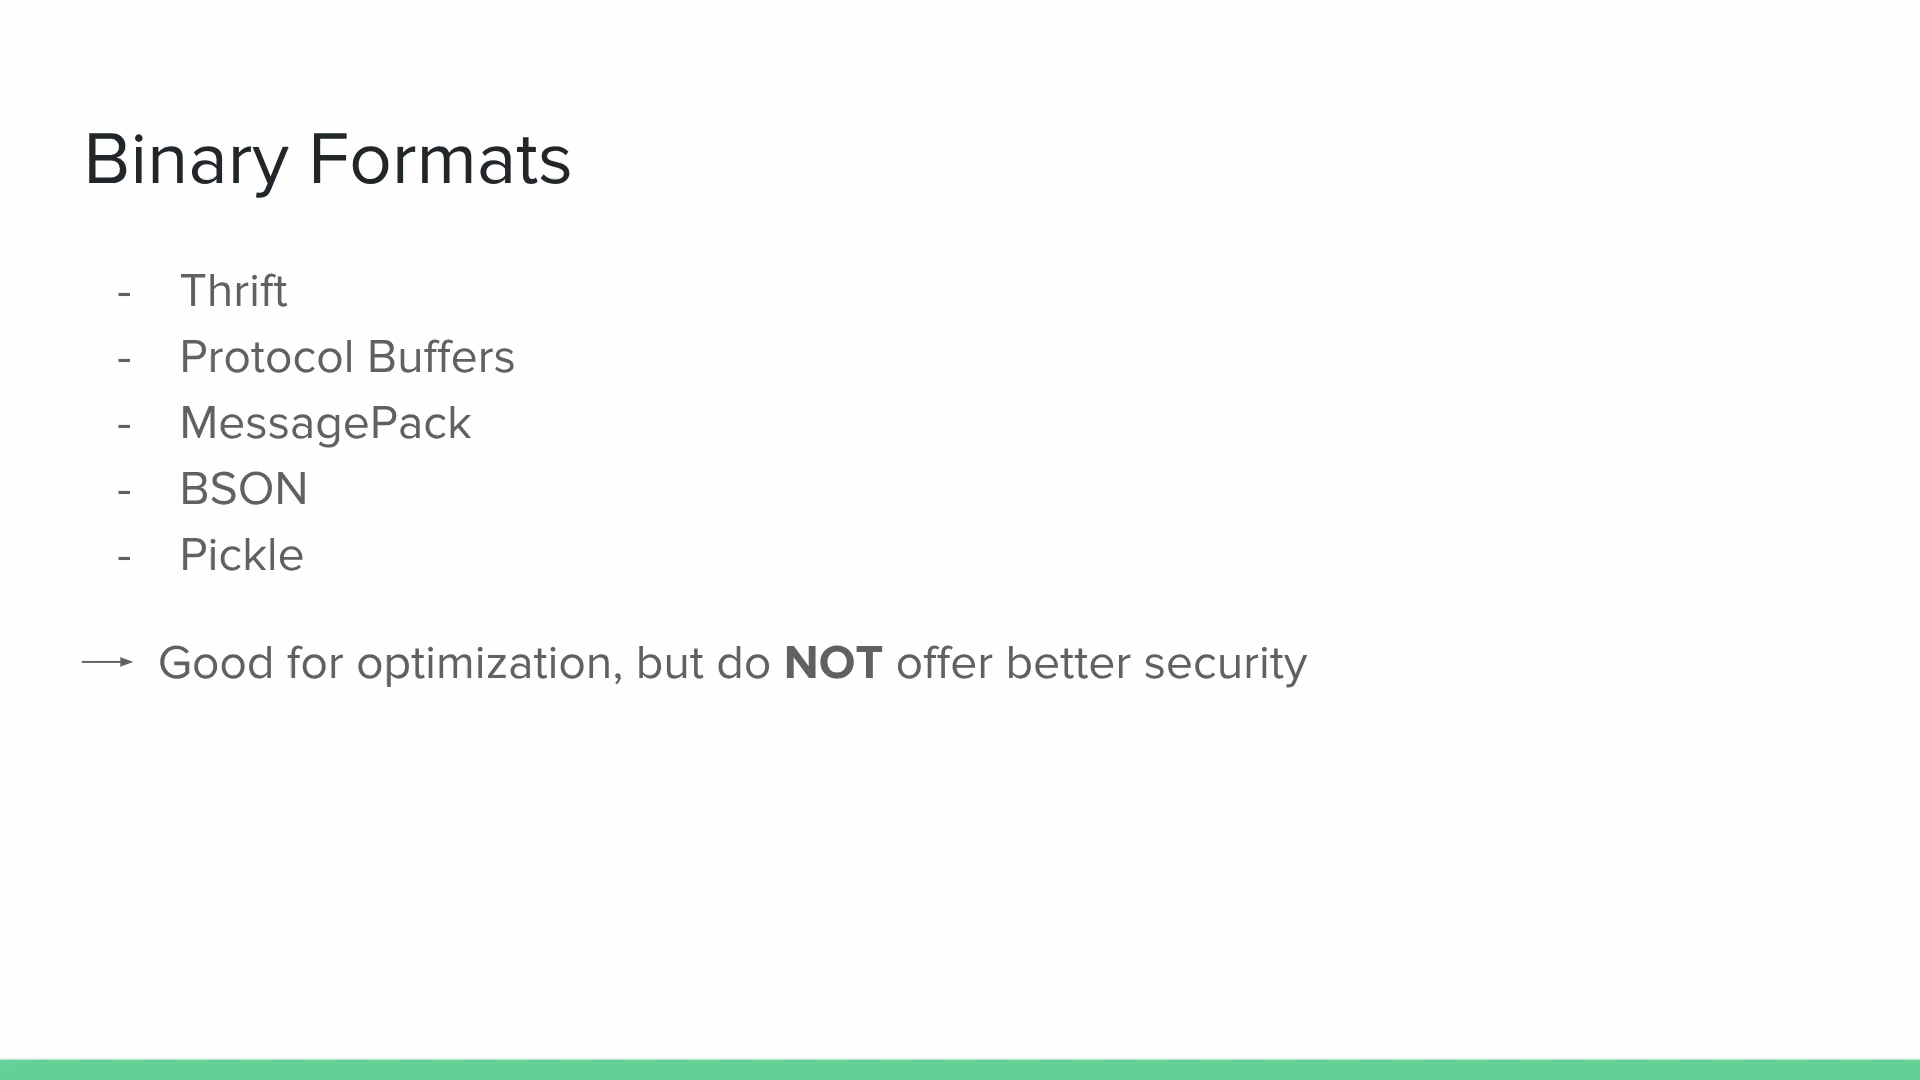 Binary Formats
- Thrift
- Protocol Buffers
- MessagePack
- BSON
- Pickle
Good for optimization, but do NOT offer better security